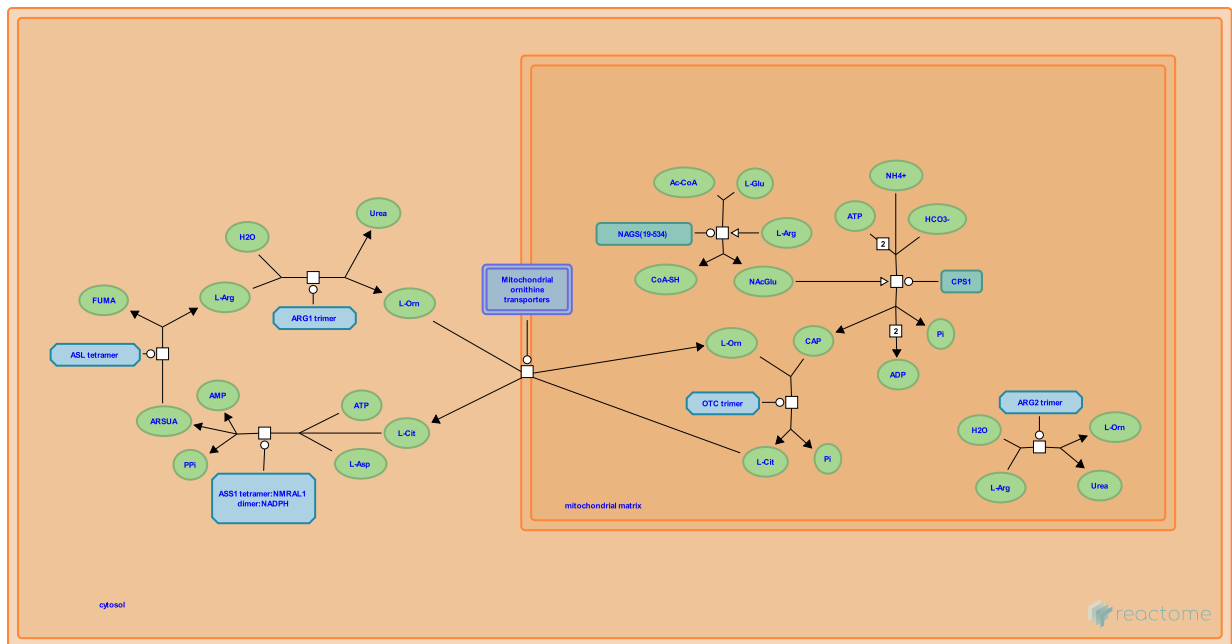 NH4+
Ac-CoA
L-Glu
ATP
HCO3-
Urea
H2O
NAGS(19-534)
L-Arg
2
Mitochondrial
ornithine
transporters
CoA-SH
NAcGlu
CPS1
FUMA
L-Arg
L-Orn
ARG1 trimer
L-Orn
CAP
2
Pi
ASL tetramer
ADP
AMP
ATP
OTC trimer
ARG2 trimer
ARSUA
L-Cit
H2O
L-Orn
PPi
L-Asp
L-Cit
Pi
ASS1 tetramer:NMRAL1
dimer:NADPH
L-Arg
Urea
mitochondrial matrix
cytosol
reactome